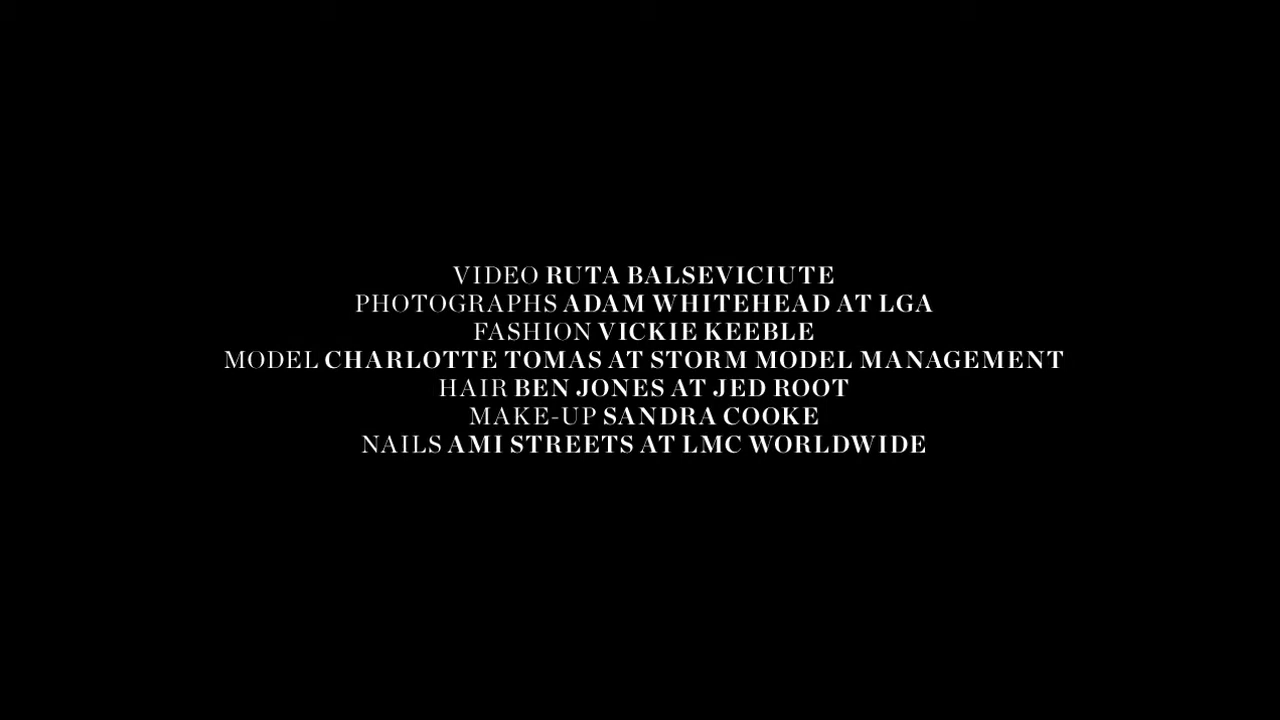 VIDEO RUTA BALSEVICIUTE
PHOTOGRAPHS ADAM WHITEHEAD AT LGA
FASHION VICKIE KEEBLE
MODEL CHARLOTTE TOMAS AT STORM MODEL MANAGEMENT
HAIR BEN JONES AT JED ROOT
MAKE-UP SANDRA COOKE
NAILS AMI STREETS AT LMC WORLDWIDE